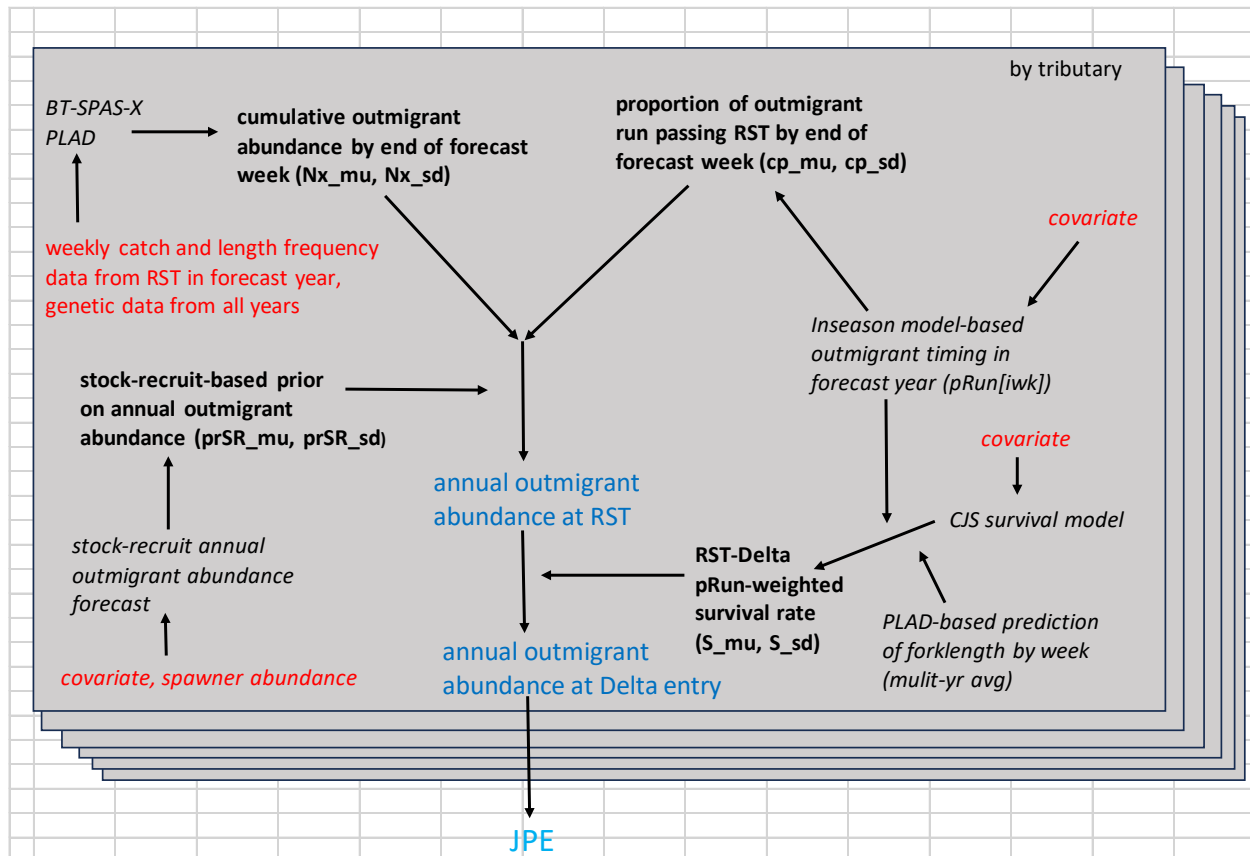 by tributary
BT-SPAS-X
PLAD
cumulative outmigrant
abundance by end of forecast
week (Nx_mu, Nx_sd)
proportion of outmigrant
run passing RST by end of
forecast week (cp_mu, cp_sd)
weekly catch and length frequency
data from RST in forecast year,
genetic data from all years
covariate
Inseason model-based
outmigrant timing in
forecast year (pRun[iwk])
stock-recruit-based prior
on annual outmigrant
abundance (prSR_mu, prSR_sd)
covariate
annual outmigrant
abundance at RST
CJS survival model
stock-recruit annual
outmigrant abundance
forecast
RST-Delta
pRun-weighted
survival rate
(S_mu, S_sd)
PLAD-based prediction
of forklength by week
(mulit-yr avg)
covariate, spawner abundance
annual outmigrant
abundance at Delta entry
JPE